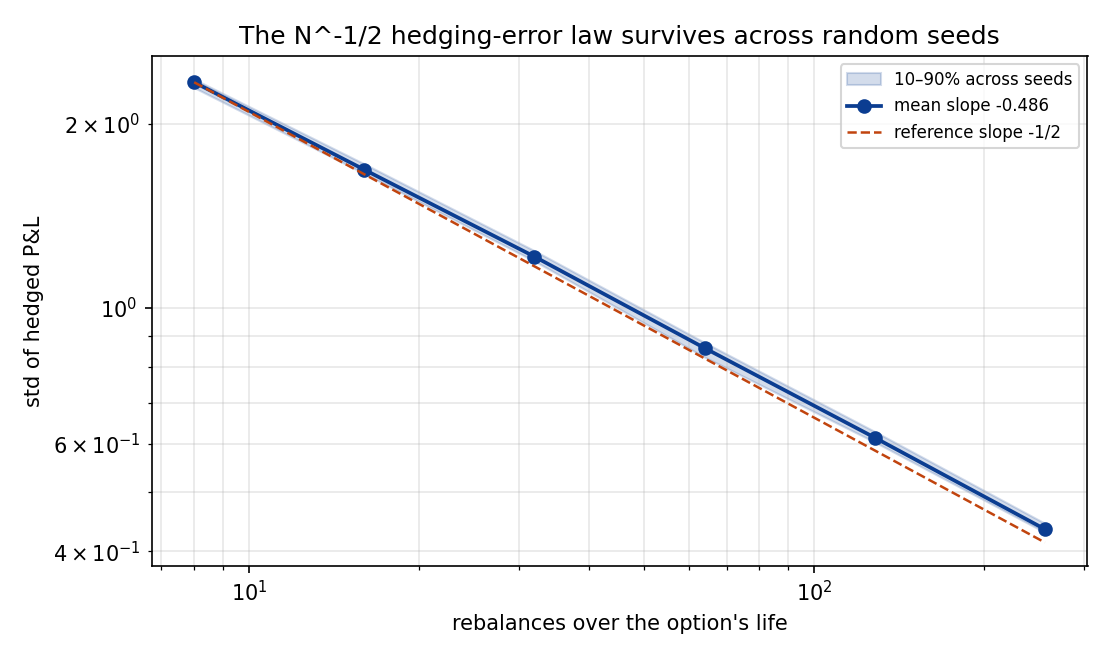 The N^-1/2 hedging-error law survives across random seeds
10–90% across seeds
mean slope -0.486
reference slope -1/2
std of hedged P&L
2 × 10⁰
10⁰
6 × 10⁻¹
4 × 10⁻¹
10¹
10²
rebalances over the option's life